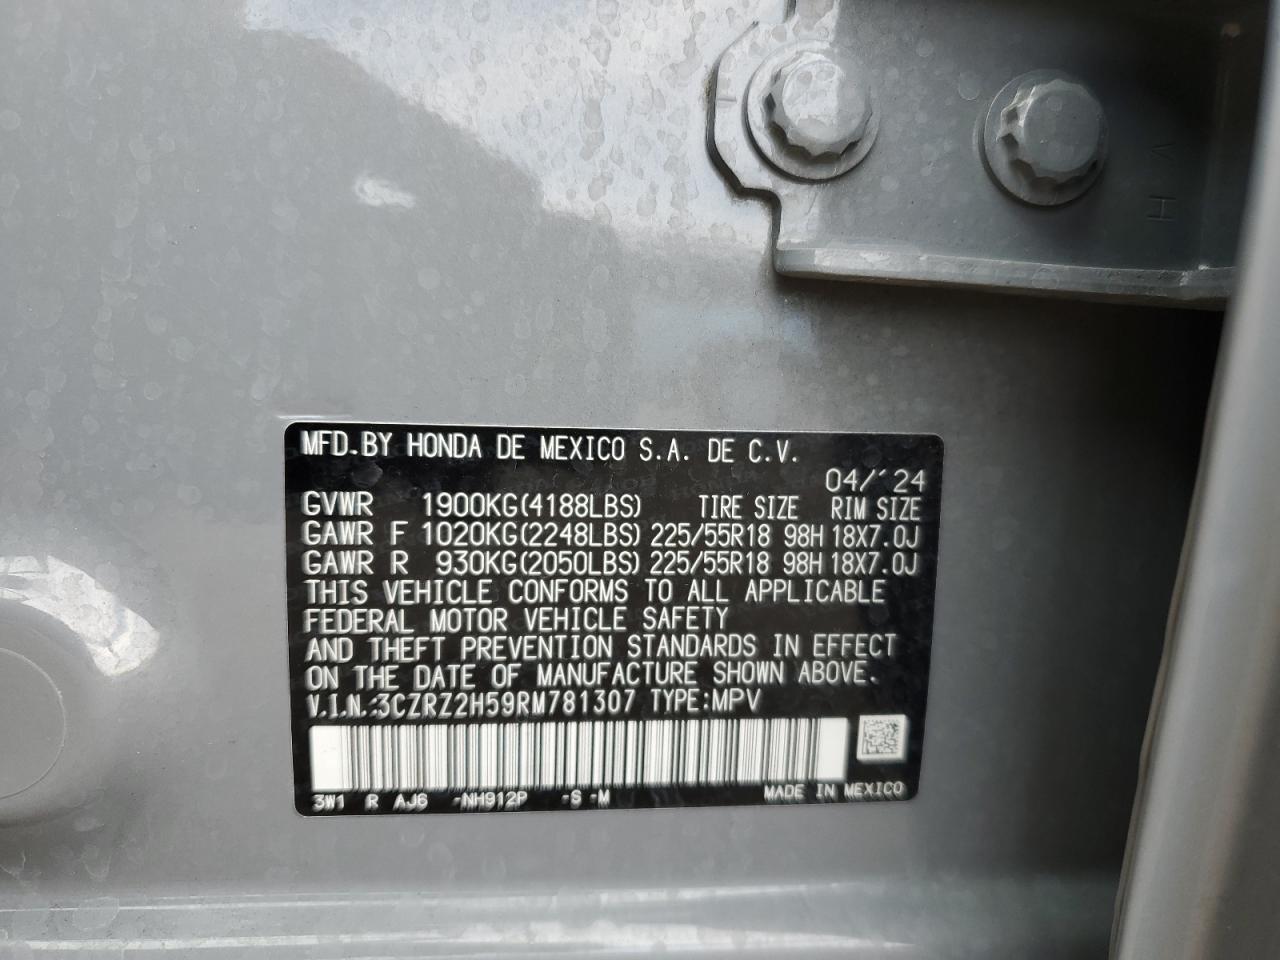 MFD.BY HONDA DE MEXICO S.A. DE C.V.
04/'24
GVWR 1900KG(4188LBS) TIRE SIZE RIM SIZE
GAWR F 1020KG(2248LBS) 225/55R18 98H 18X7.0J
GAWR R 930KG(2050LBS) 225/55R18 98H 18X7.0J
THIS VEHICLE CONFORMS TO ALL APPLICABLE
FEDERAL MOTOR VEHICLE SAFETY
AND THEFT PREVENTION STANDARDS IN EFFECT
ON THE DATE OF MANUFACTURE SHOWN ABOVE.
V.I.N.:3CZRZ2H59RM781307 TYPE:MPV
3W1 R AJ6 -NH912P -S -M MADE IN MEXICO